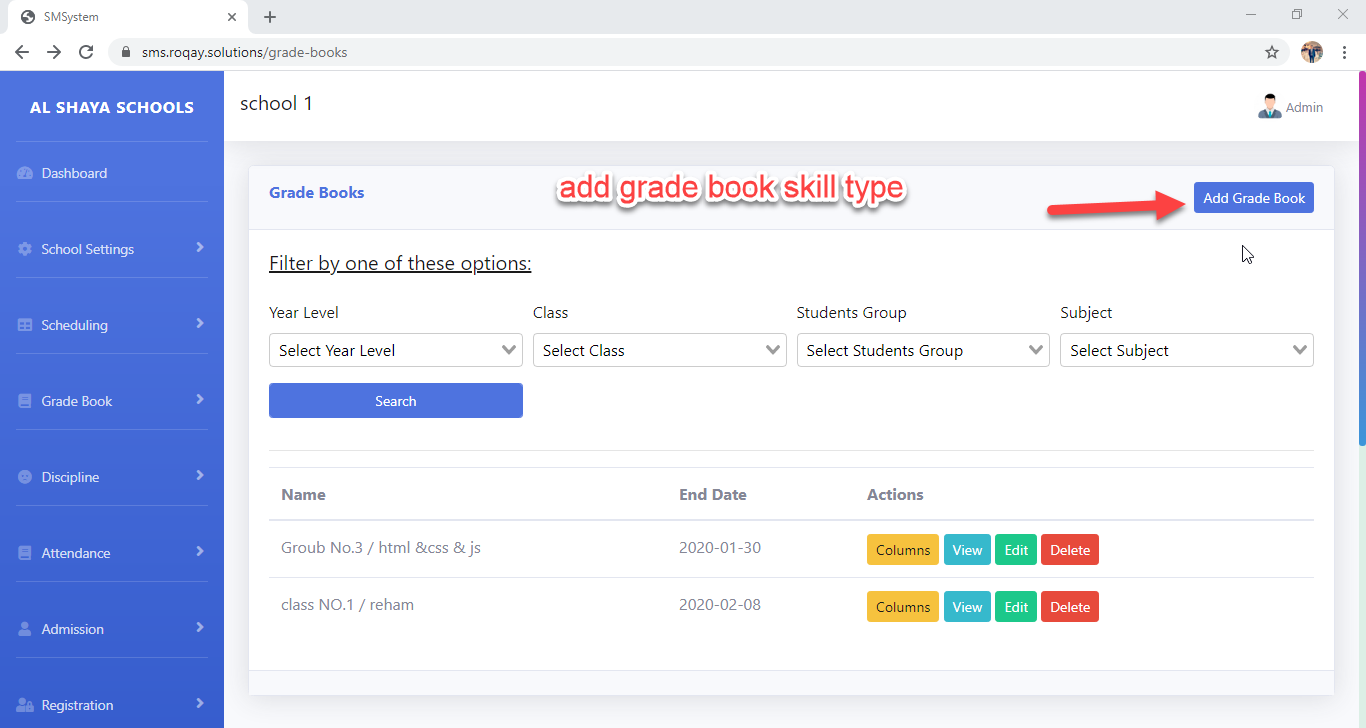 SMSystem
sms.roqay.solutions/grade-books
AL SHAYA SCHOOLS
school 1
Admin
Dashboard
School Settings
Scheduling
Grade Book
Discipline
Attendance
Admission
Registration
Grade Books
add grade book skill type
Add Grade Book
Filter by one of these options:
Year Level Class Students Group Subject
Select Year Level Select Class Select Students Group Select Subject
Search
Name End Date Actions
Groub No.3 / html &css & js 2020-01-30 Columns View Edit Delete
class NO.1 / reham 2020-02-08 Columns View Edit Delete